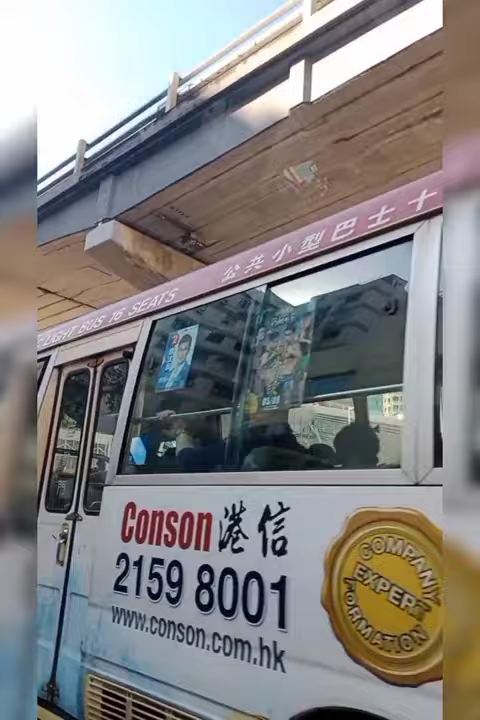 公共小型巴士十
LIGHT BUS 16 SEATS
Conson 港信
2159 8001
www.conson.com.hk
COMPANY
EXPERT
FORMATION